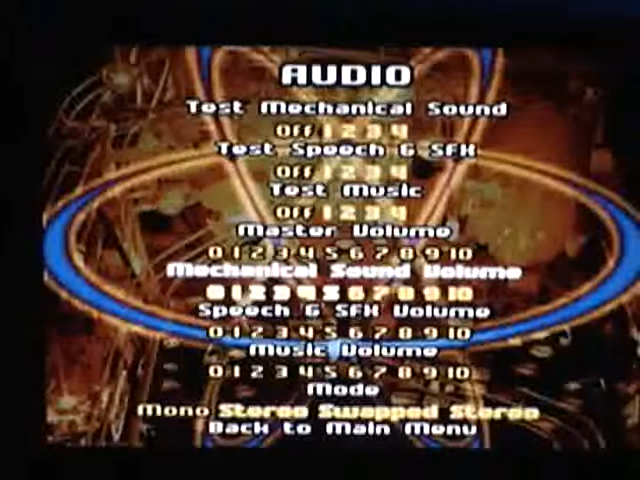 AUDIO
Test Mechanical Sound
OFF 1 2 3 4
Test Speech & SFX
OFF 1 2 3 4
Test Music
OFF 1 2 3 4
Master Volume
0 1 2 3 4 5 6 7 8 9 10
Mechanical Sound Volume
0 1 2 3 4 5 6 7 8 9 10
Speech & SFX Volume
0 1 2 3 4 5 6 7 8 9 10
Music Volume
0 1 2 3 4 5 6 7 8 9 10
Mode
Mono Stereo Swapped Stereo
Back to Main Menu